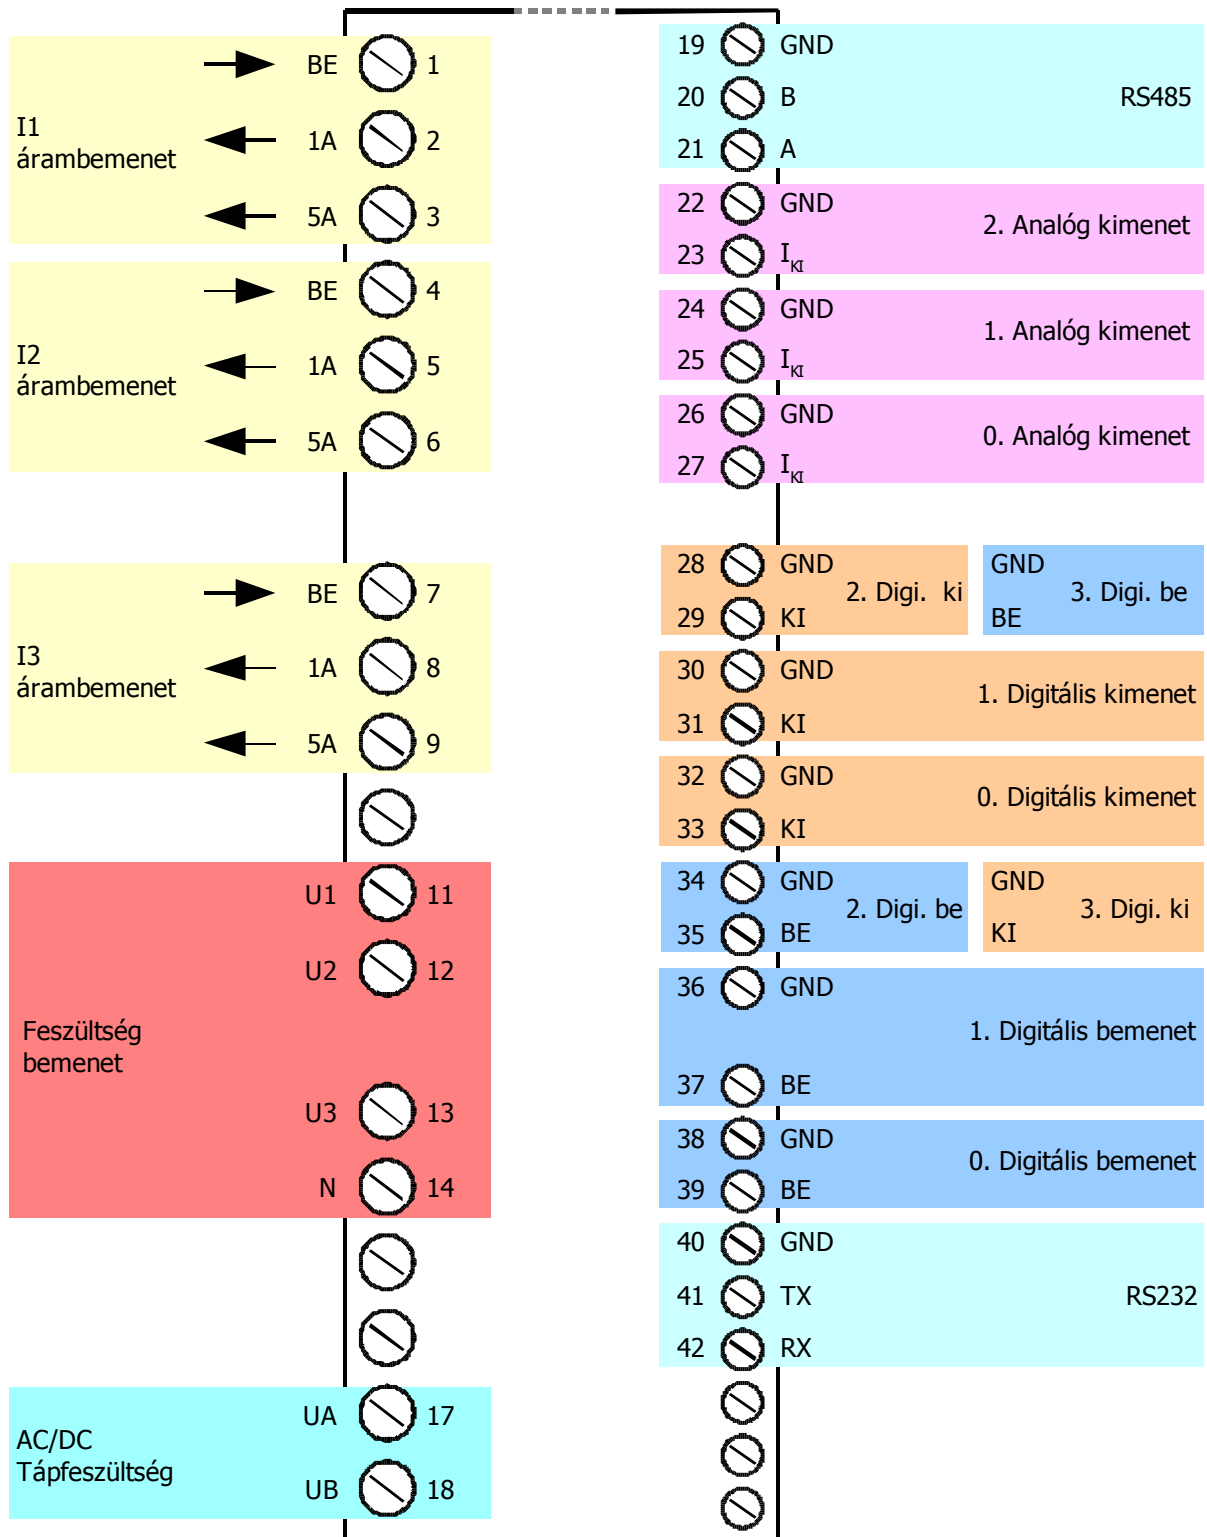 BE 1
I1
árambemenet
1A 2
5A 3
BE 4
I2
árambemenet
1A 5
5A 6
BE 7
I3
árambemenet
1A 8
5A 9
U1 11
U2 12
Feszültség
bemenet
U3 13
N 14
UA 17
AC/DC
Tápfeszültség
UB 18
19 GND
20 B RS485
21 A
22 GND
2. Analóg kimenet
23 IKI
24 GND
1. Analóg kimenet
25 IKI
26 GND
0. Analóg kimenet
27 IKI
28 GND GND
2. Digi. ki 3. Digi. be
29 KI BE
30 GND
1. Digitális kimenet
31 KI
32 GND
0. Digitális kimenet
33 KI
34 GND GND
2. Digi. be 3. Digi. ki
35 BE KI
36 GND
1. Digitális bemenet
37 BE
38 GND
0. Digitális bemenet
39 BE
40 GND
41 TX RS232
42 RX